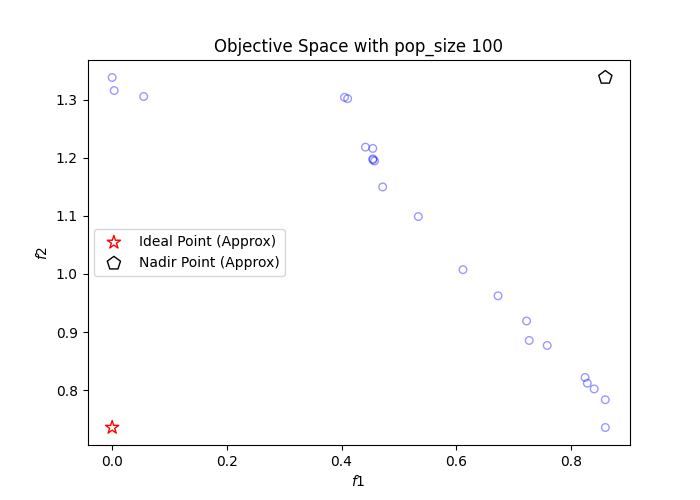 Objective Space with pop_size 100
1.3
1.2
1.1
1.0
0.9
0.8
f2
Ideal Point (Approx)
Nadir Point (Approx)
0.0 0.2 0.4 0.6 0.8
f1